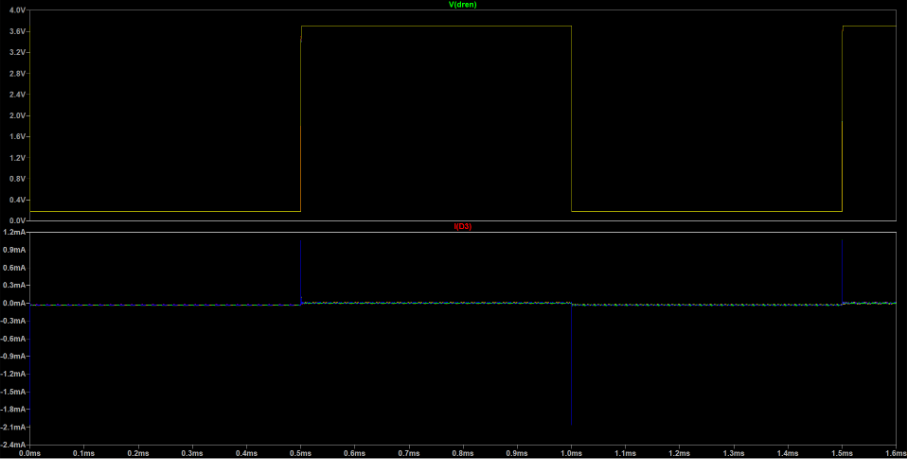 V(dren)
4.0V
3.6V
3.2V
2.8V
2.4V
2.0V
1.6V
1.2V
0.8V
0.4V
0.0V
I(D3)
1.2mA
0.9mA
0.6mA
0.3mA
0.0mA
-0.3mA
-0.6mA
-0.9mA
-1.2mA
-1.5mA
-1.8mA
-2.1mA
-2.4mA
0.0ms 0.1ms 0.2ms 0.3ms 0.4ms 0.5ms 0.6ms 0.7ms 0.8ms 0.9ms 1.0ms 1.1ms 1.2ms 1.3ms 1.4ms 1.5ms 1.6ms